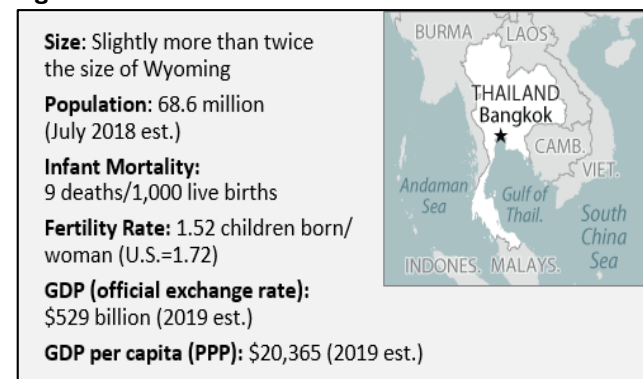 Size: Slightly more than twice
the size of Wyoming
Population: 68.6 million
(July 2018 est.)
Infant Mortality:
9 deaths/1,000 live births
Fertility Rate: 1.52 children born/
woman (U.S.=1.72)
GDP (official exchange rate):
$529 billion (2019 est.)
GDP per capita (PPP): $20,365 (2019 est.)
BURMA
LAOS
THAILAND
Bangkok
CAMB.
VIET.
Andaman
Sea
Gulf of
Thail.
South
China
Sea
INDONES.
MALAYS.